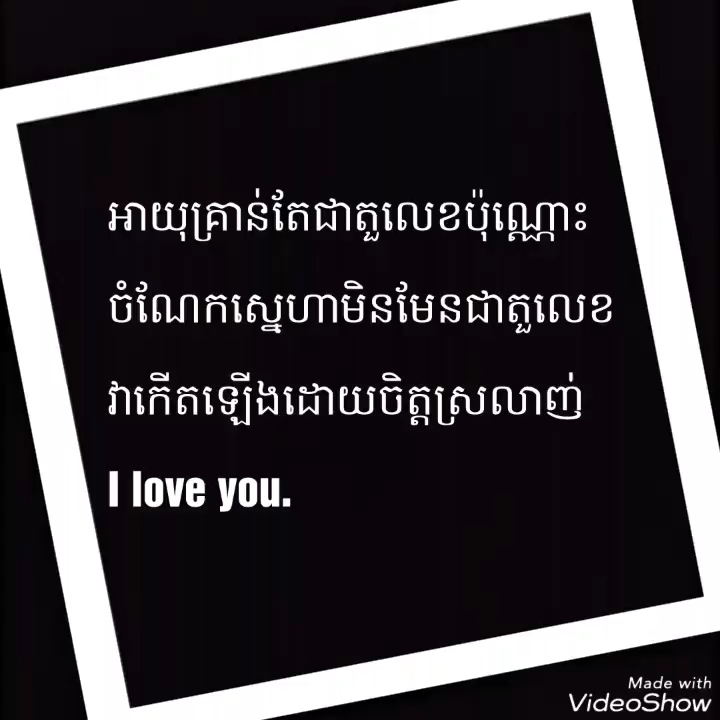 អាយុគ្រាន់តែជាតួលេខប៉ុណ្ណោះ
ចំណែកស្នេហាមិនមែនជាតួលេខ
វាកើតឡើងដោយចិត្តស្រលាញ់
I love you.
Made with
VideoShow